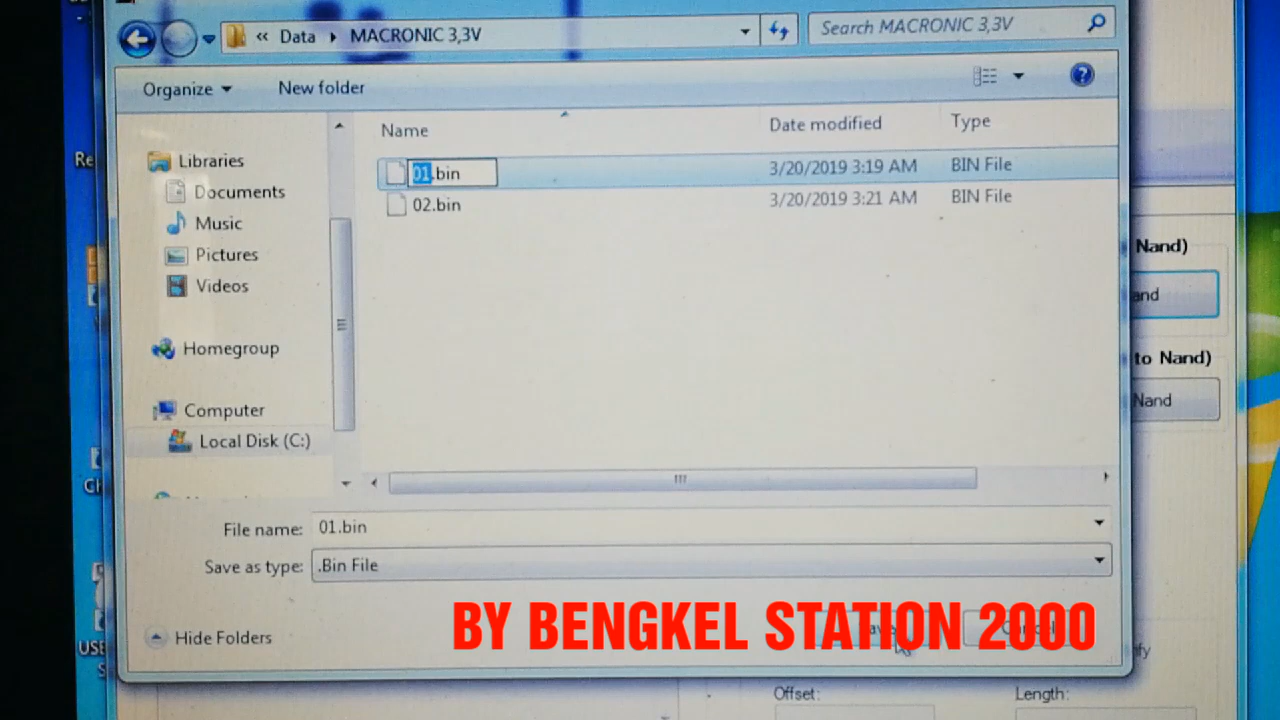 « Data ▸ MACRONIC 3,3V
Search MACRONIC 3,3V
Organize
New folder
Name
Date modified
Type
01.bin
3/20/2019 3:19 AM
BIN File
02.bin
3/20/2019 3:21 AM
BIN File
Libraries
Documents
Music
Pictures
Videos
Homegroup
Computer
Local Disk (C:)
Nand)
and
to Nand)
Nand
Re
Ch
USB
S
File name: 01.bin
Save as type: .Bin File
Hide Folders
BY BENGKEL STATION 2000
Offset:
Length: